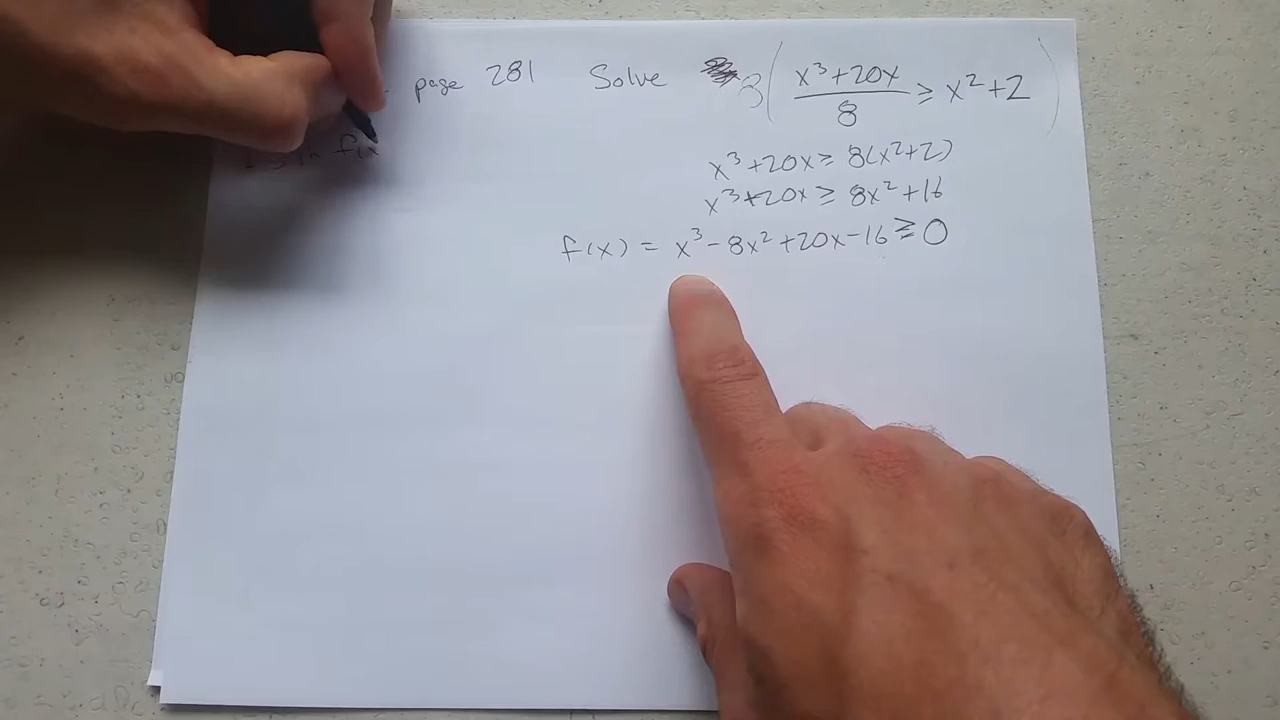 page 281 Solve 8( (x³+20x)/8 ≥ x²+2 )
x³+20x ≥ 8(x²+2)
x³+20x ≥ 8x²+16
f(x) = x³-8x²+20x-16 ≥ 0
in f(x